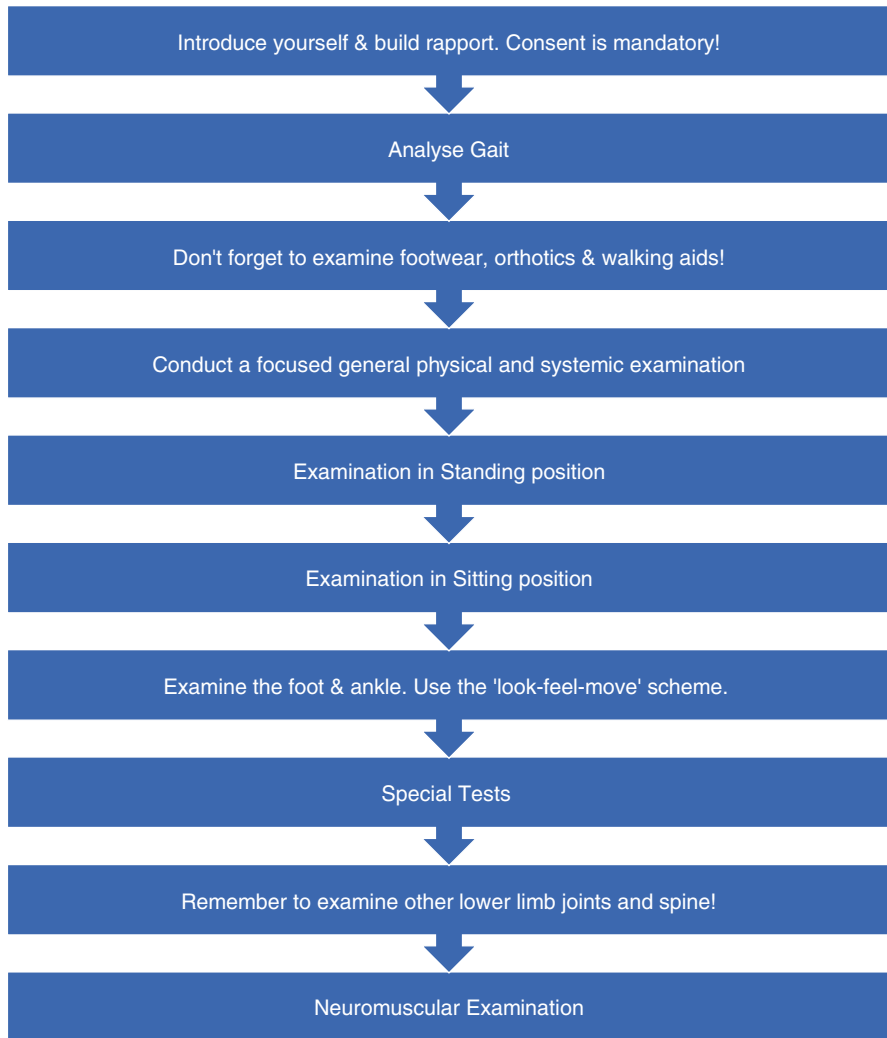 Introduce yourself & build rapport. Consent is mandatory!
Analyse Gait
Don't forget to examine footwear, orthotics & walking aids!
Conduct a focused general physical and systemic examination
Examination in Standing position
Examination in Sitting position
Examine the foot & ankle. Use the 'look-feel-move' scheme.
Special Tests
Remember to examine other lower limb joints and spine!
Neuromuscular Examination